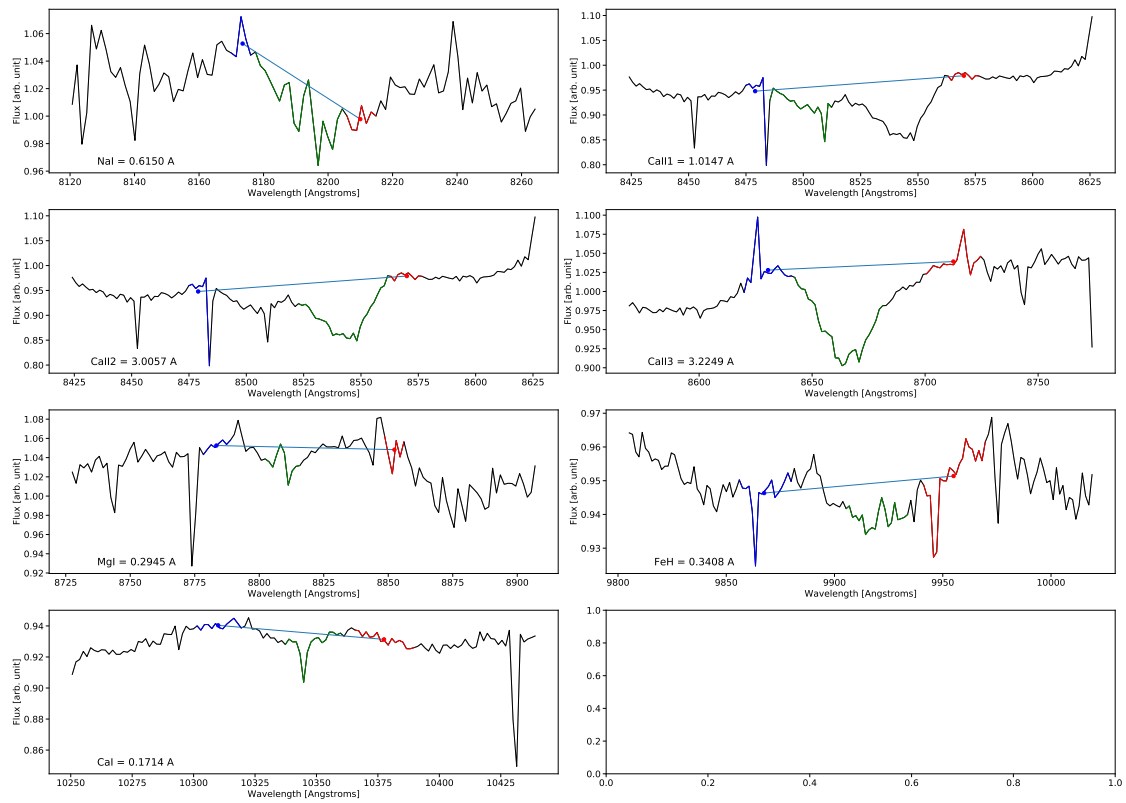 1.06
1.04
1.02
1.00
0.98
0.96
Flux [arb. unit]
NaI = 0.6150 A
8120 8140 8160 8180 8200 8220 8240 8260
Wavelength [Angstroms]
1.10
1.05
1.00
0.95
0.90
0.85
0.80
Flux [arb. unit]
CaII1 = 1.0147 A
8425 8450 8475 8500 8525 8550 8575 8600 8625
Wavelength [Angstroms]
1.10
1.05
1.00
0.95
0.90
0.85
0.80
Flux [arb. unit]
CaII2 = 3.0057 A
8425 8450 8475 8500 8525 8550 8575 8600 8625
Wavelength [Angstroms]
1.100
1.075
1.050
1.025
1.000
0.975
0.950
0.925
0.900
Flux [arb. unit]
CaII3 = 3.2249 A
8600 8650 8700 8750
Wavelength [Angstroms]
1.08
1.06
1.04
1.02
1.00
0.98
0.96
0.94
0.92
Flux [arb. unit]
MgI = 0.2945 A
8725 8750 8775 8800 8825 8850 8875 8900
Wavelength [Angstroms]
0.97
0.96
0.95
0.94
0.93
Flux [arb. unit]
FeH = 0.3408 A
9800 9850 9900 9950 10000
Wavelength [Angstroms]
0.94
0.92
0.90
0.88
0.86
Flux [arb. unit]
CaI = 0.1714 A
10250 10275 10300 10325 10350 10375 10400 10425
Wavelength [Angstroms]
1.0
0.8
0.6
0.4
0.2
0.0
0.0 0.2 0.4 0.6 0.8 1.0